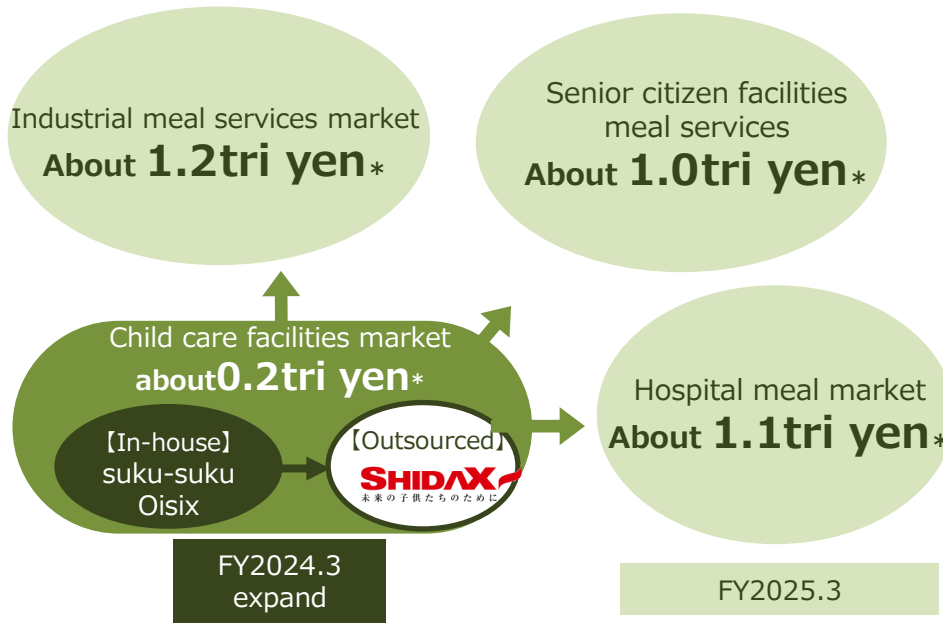 Industrial meal services market
About 1.2tri yen*
Senior citizen facilities
meal services
About 1.0tri yen*
Child care facilities market
about0.2tri yen*
【In-house】
suku-suku
Oisix
【Outsourced】
SHIDAX
未来の子供たちのために
Hospital meal market
About 1.1tri yen*
FY2024.3
expand
FY2025.3